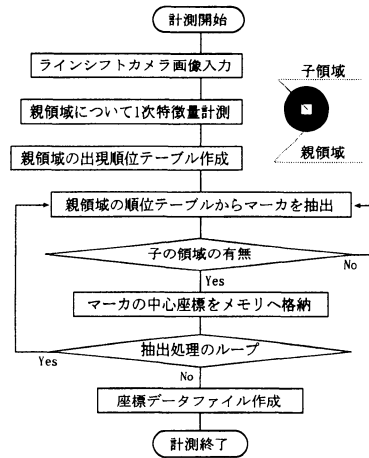 計測開始
ラインシフトカメラ画像入力
子領域
親領域について1次特徴量計測
親領域の出現順位テーブル作成
親領域
親領域の順位テーブルからマーカを抽出
子の領域の有無
No
Yes
マーカの中心座標をメモリへ格納
抽出処理のループ
Yes
No
座標データファイル作成
計測終了